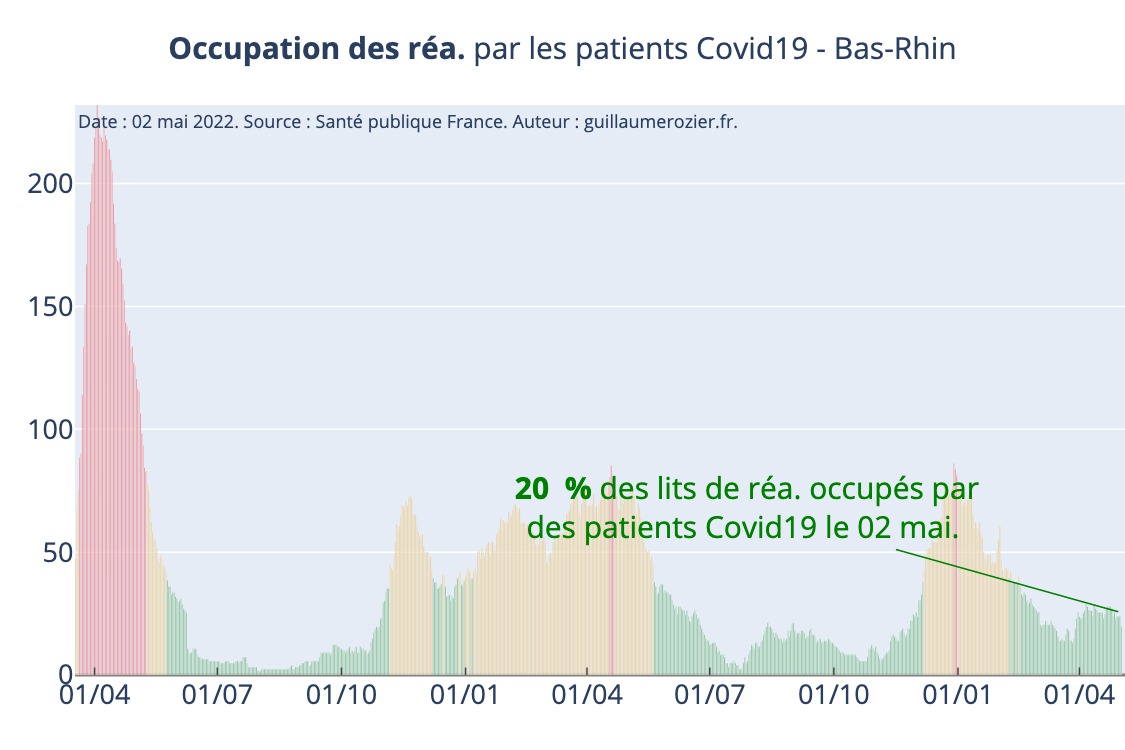 Occupation des réa. par les patients Covid19 - Bas-Rhin
Date : 02 mai 2022. Source : Santé publique France. Auteur : guillaumerozier.fr.
200
150
100
20 % des lits de réa. occupés par
des patients Covid19 le 02 mai.
50
0
01/04 01/07 01/10 01/01 01/04 01/07 01/10 01/01 01/04